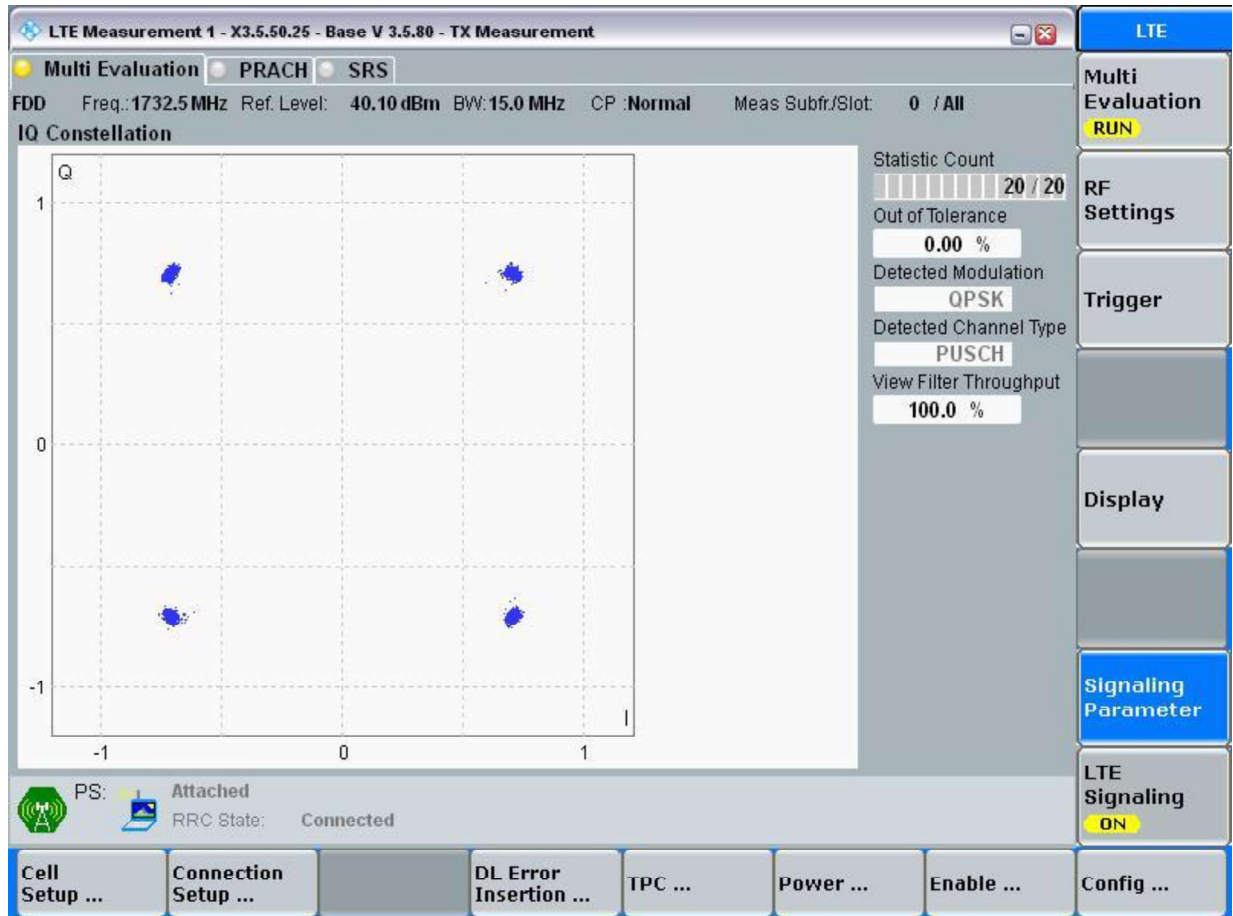 LTE Measurement 1 - X3.5.50.25 - Base V 3.5.80 - TX Measurement
LTE
Multi Evaluation PRACH SRS
FDD Freq.: 1732.5 MHz Ref. Level: 40.10 dBm BW: 15.0 MHz CP : Normal Meas Subfr./Slot: 0 / All
IQ Constellation
Q
1
0
-1
-1 0 1
I
Statistic Count
20 / 20
Out of Tolerance
0.00 %
Detected Modulation
QPSK
Detected Channel Type
PUSCH
View Filter Throughput
100.0 %
Multi
Evaluation
RUN
RF
Settings
Trigger
Display
Signaling
Parameter
LTE
Signaling
ON
PS: Attached
RRC State: Connected
Cell
Setup ...
Connection
Setup ...
DL Error
Insertion ...
TPC ...
Power ...
Enable ...
Config ...